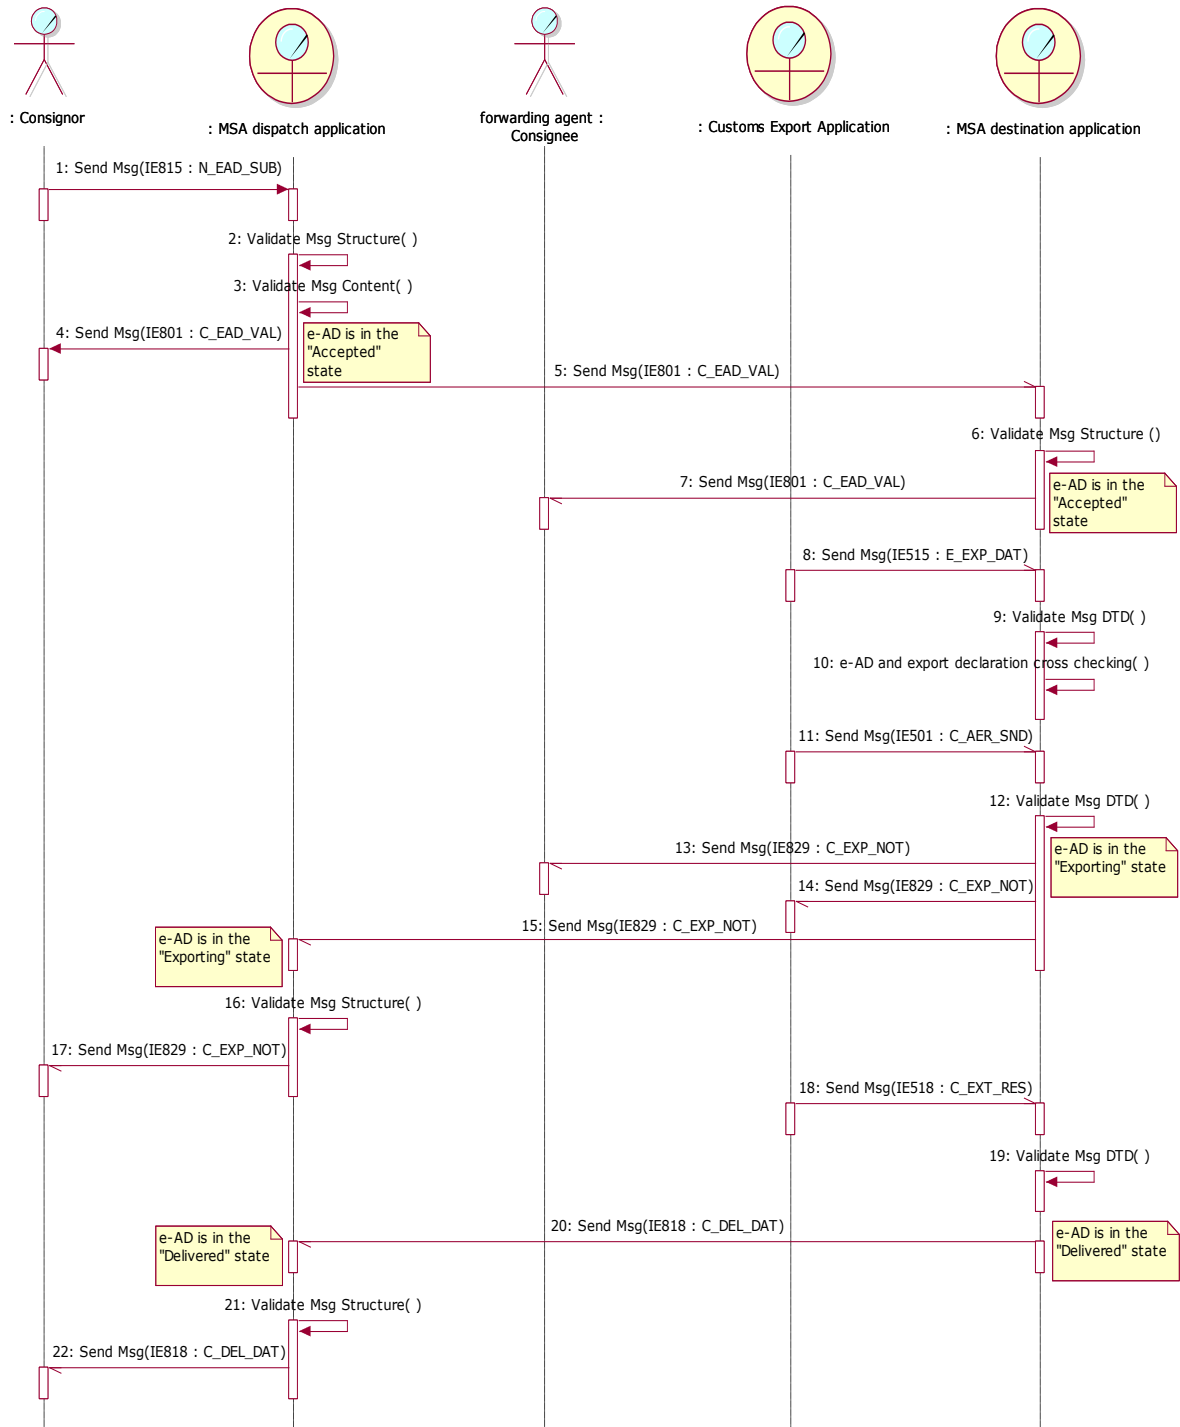 : Consignor
: MSA dispatch application
forwarding agent :
Consignee
: Customs Export Application
: MSA destination application
1: Send Msg(IE815 : N_EAD_SUB)
2: Validate Msg Structure( )
3: Validate Msg Content( )
4: Send Msg(IE801 : C_EAD_VAL)
e-AD is in the
"Accepted"
state
5: Send Msg(IE801 : C_EAD_VAL)
6: Validate Msg Structure ()
7: Send Msg(IE801 : C_EAD_VAL)
e-AD is in the
"Accepted"
state
8: Send Msg(IE515 : E_EXP_DAT)
9: Validate Msg DTD( )
10: e-AD and export declaration cross checking( )
11: Send Msg(IE501 : C_AER_SND)
12: Validate Msg DTD( )
13: Send Msg(IE829 : C_EXP_NOT)
e-AD is in the
"Exporting" state
14: Send Msg(IE829 : C_EXP_NOT)
15: Send Msg(IE829 : C_EXP_NOT)
e-AD is in the
"Exporting" state
16: Validate Msg Structure( )
17: Send Msg(IE829 : C_EXP_NOT)
18: Send Msg(IE518 : C_EXT_RES)
19: Validate Msg DTD( )
20: Send Msg(IE818 : C_DEL_DAT)
e-AD is in the
"Delivered" state
e-AD is in the
"Delivered" state
21: Validate Msg Structure( )
22: Send Msg(IE818 : C_DEL_DAT)